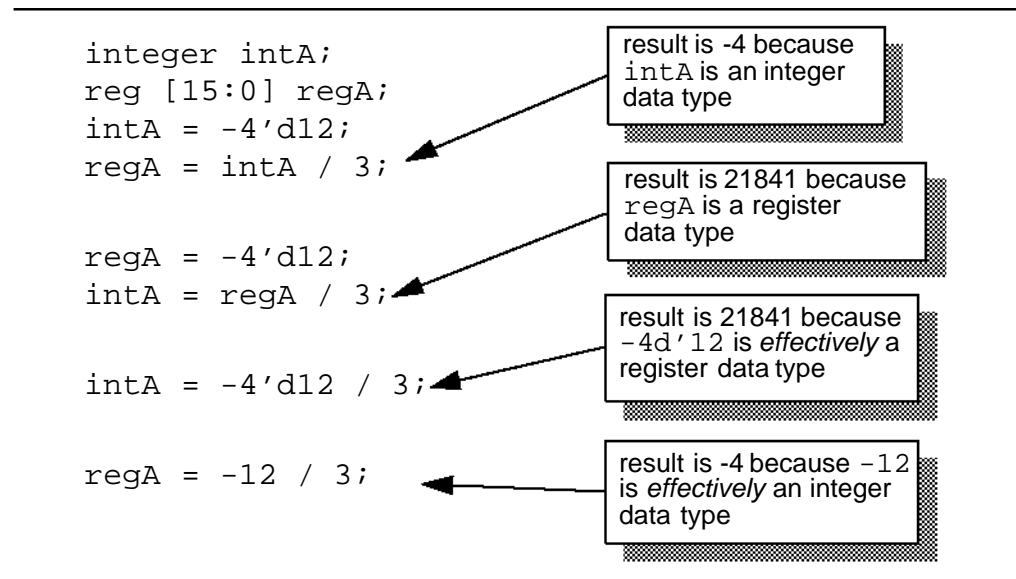 integer intA;
reg [15:0] regA;
intA = -4’d12;
regA = intA / 3;
result is -4 because
intA is an integer
data type
regA = -4’d12;
intA = regA / 3;
result is 21841 because
regA is a register
data type
intA = -4’d12 / 3;
result is 21841 because
-4d’12 is effectively a
register data type
regA = -12 / 3;
result is -4 because -12
is effectively an integer
data type